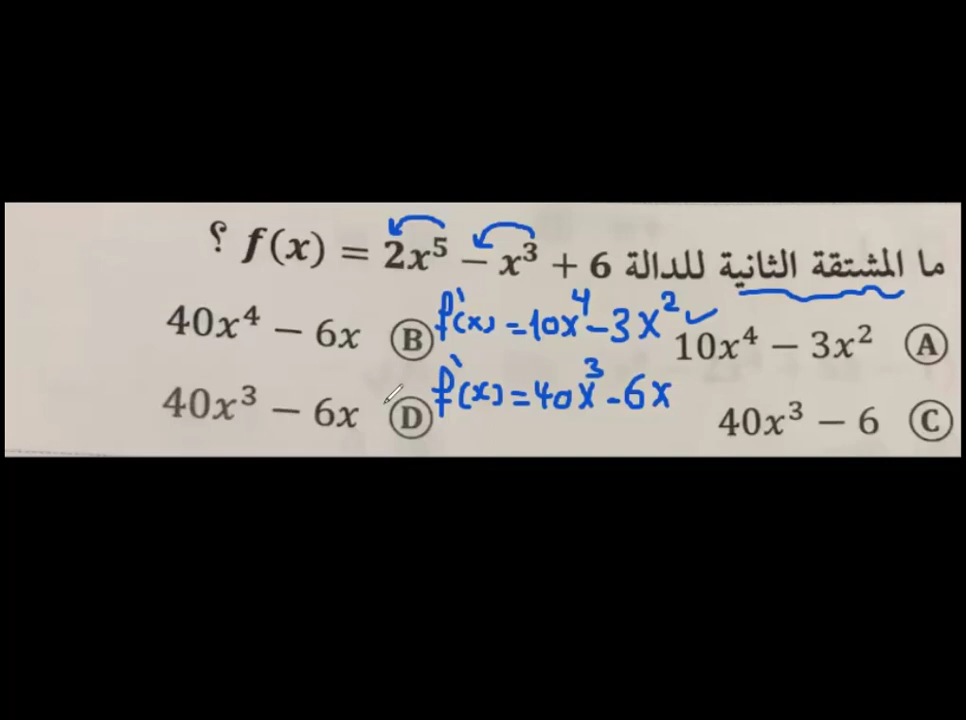 ما المشتقة الثانية للدالة f(x) = 2x⁵ − x³ + 6 ؟
f`(x) = 10x⁴ − 3x² ✓
A 10x⁴ − 3x²
B 40x⁴ − 6x
f`(x) = 40x³ − 6x
C 40x³ − 6
D 40x³ − 6x